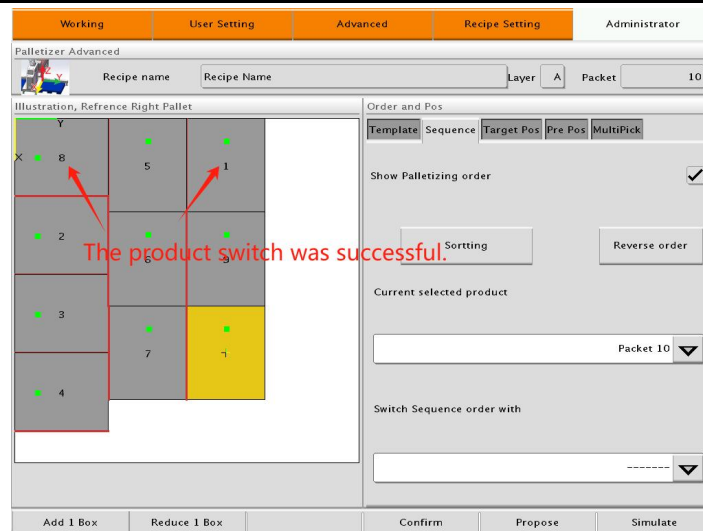 Working User Setting Advanced Recipe Setting Administrator
Palletizer Advanced
Recipe name Recipe Name Layer A Packet 10
Illustration, Refrence Right Pallet
Order and Pos
Template Sequence Target Pos Pre Pos MultiPick
Y
X 8 5 1
Show Palletizing order
2 6 9
The product switch was successful.
Sortting Reverse order
Current selected product
3 7
Packet 10
4
Switch Sequence order with
-------
Add 1 Box Reduce 1 Box Confirm Propose Simulate